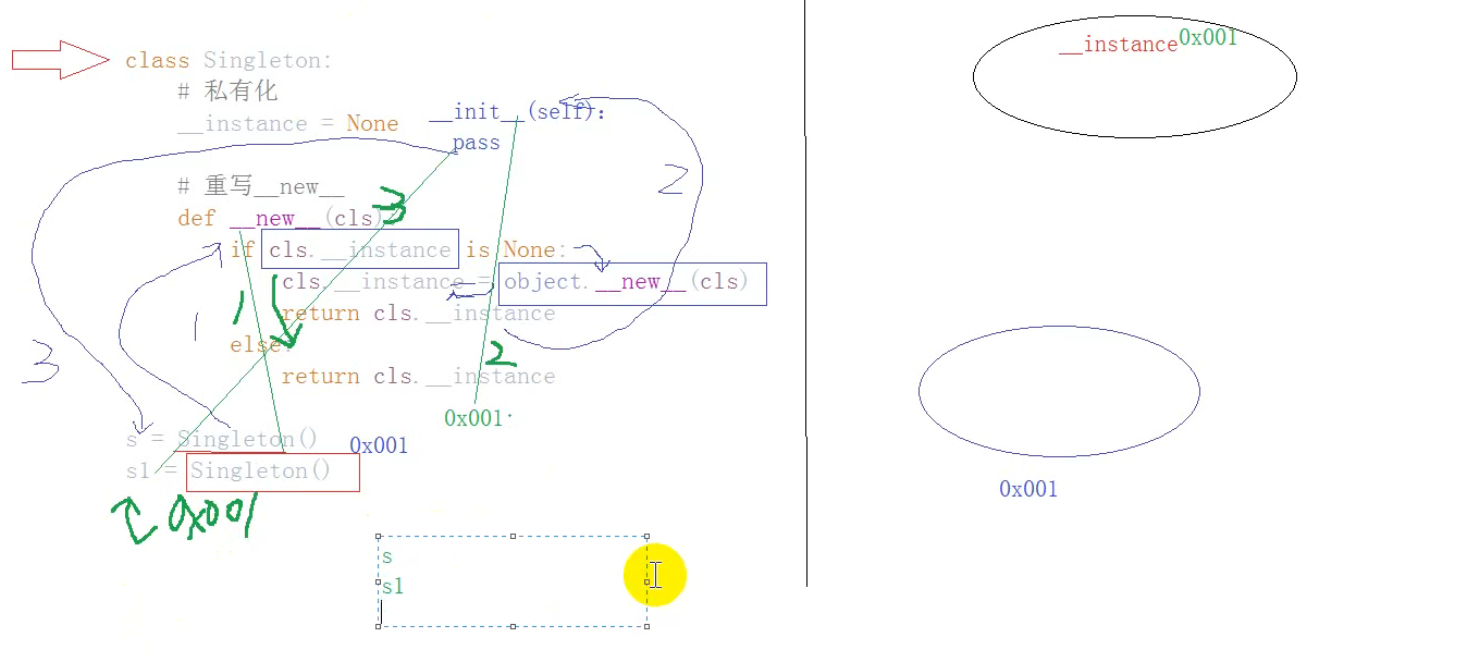 class Singleton:
# 私有化
__instance = None
__init__(self):
pass
# 重写__new__
def __new__(cls)
if cls.__instance is None:
cls.__instance = object.__new__(cls)
return cls.__instance
else:
return cls.__instance
s = Singleton()
s1 = Singleton()
0x001
0x001
0x001
s
s1
1
2
3
1
2
3
__instance
0x001
0x001